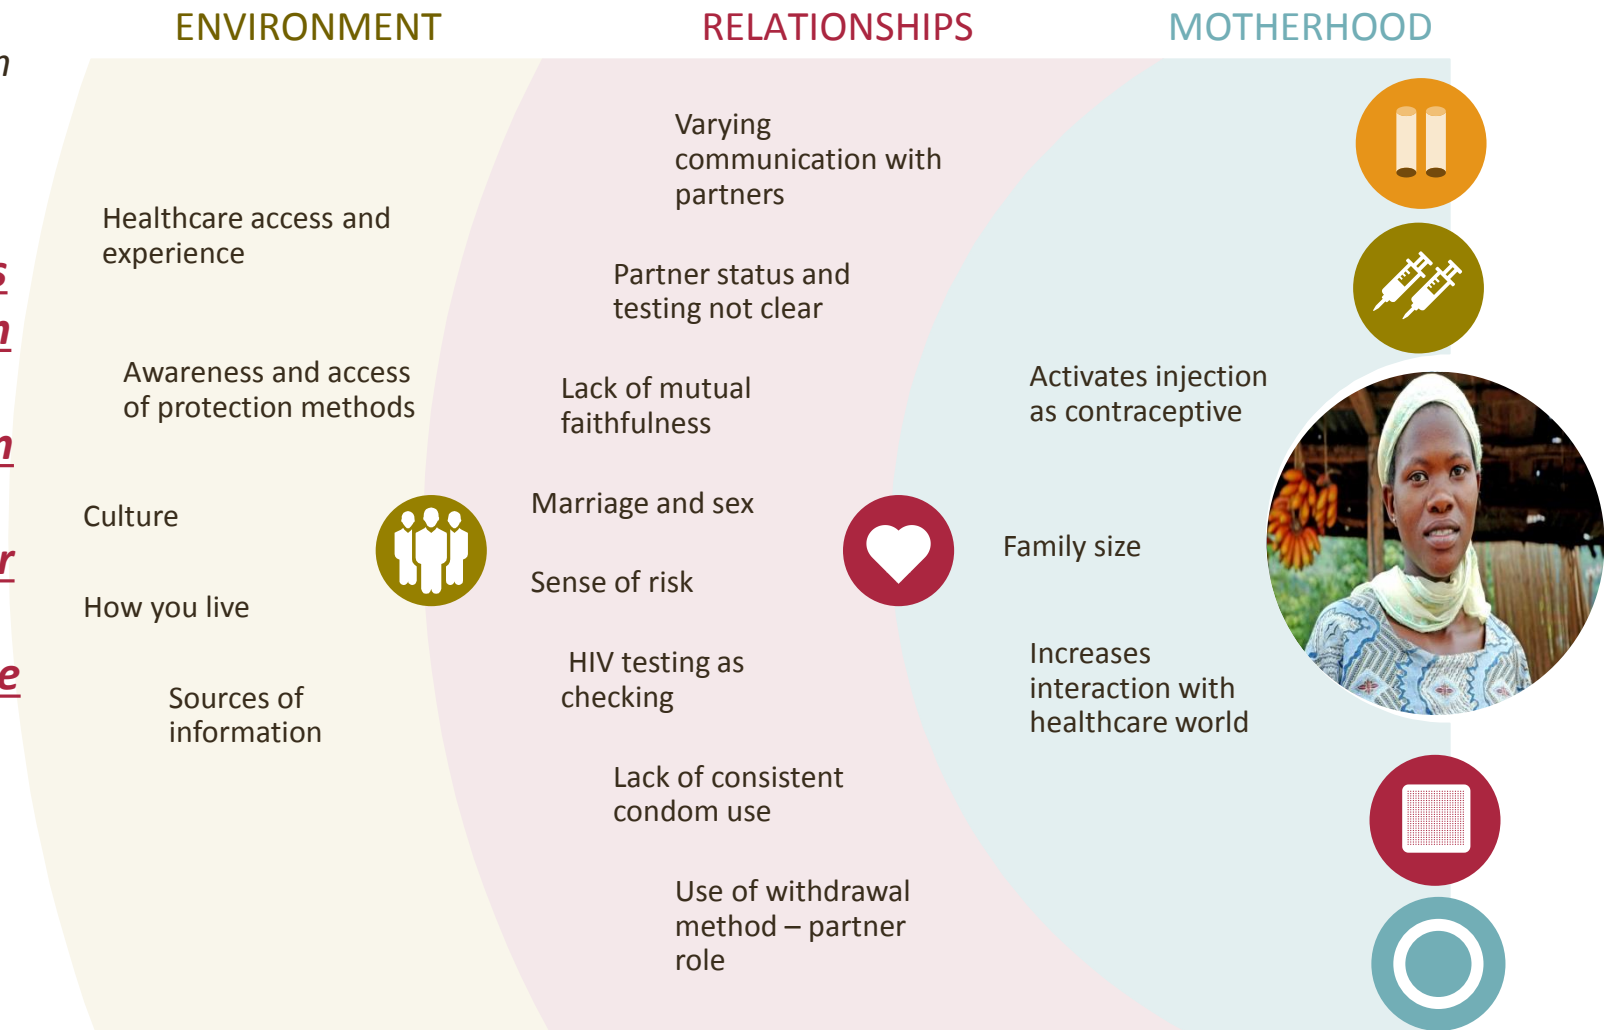 ENVIRONMENT
RELATIONSHIPS
MOTHERHOOD
Healthcare access and
experience
Awareness and access
of protection methods
Culture
How you live
Sources of
information
Varying
communication with
partners
Partner status and
testing not clear
Lack of mutual
faithfulness
Marriage and sex
Sense of risk
HIV testing as
checking
Lack of consistent
condom use
Use of withdrawal
method – partner
role
Activates injection
as contraceptive
Family size
Increases
interaction with
healthcare world